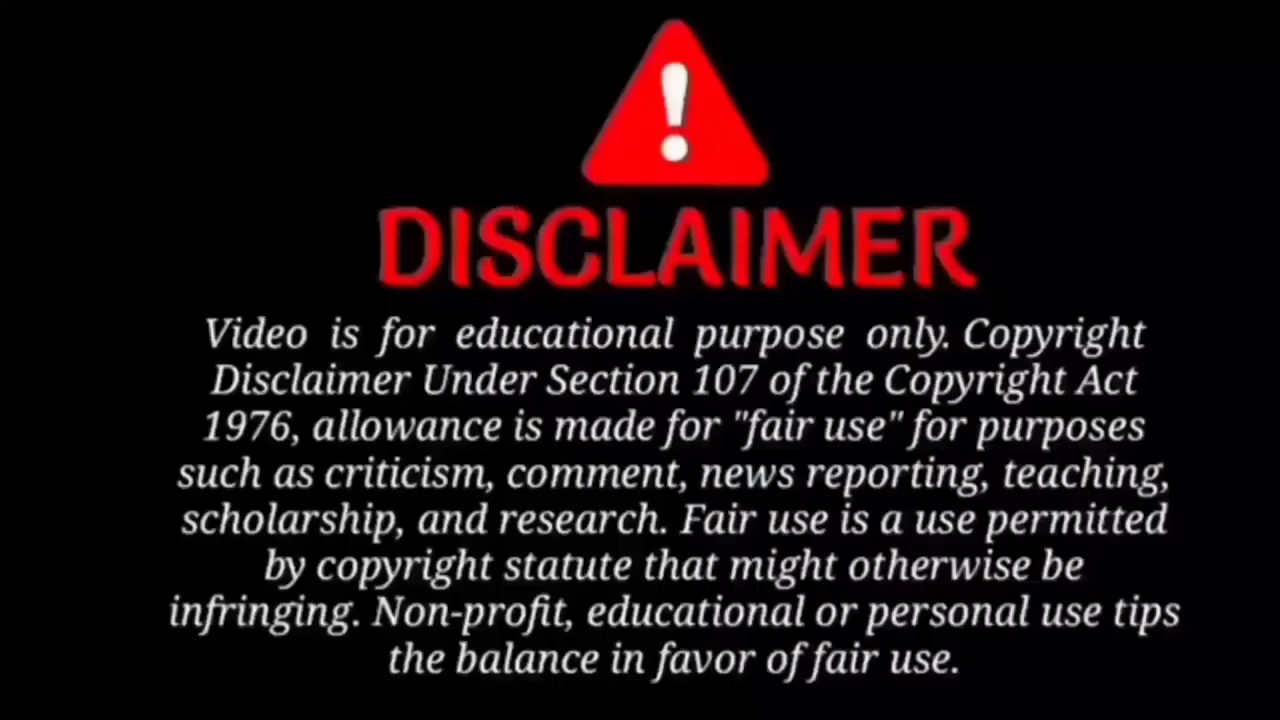 DISCLAIMER
Video is for educational purpose only. Copyright
Disclaimer Under Section 107 of the Copyright Act
1976, allowance is made for "fair use" for purposes
such as criticism, comment, news reporting, teaching,
scholarship, and research. Fair use is a use permitted
by copyright statute that might otherwise be
infringing. Non-profit, educational or personal use tips
the balance in favor of fair use.